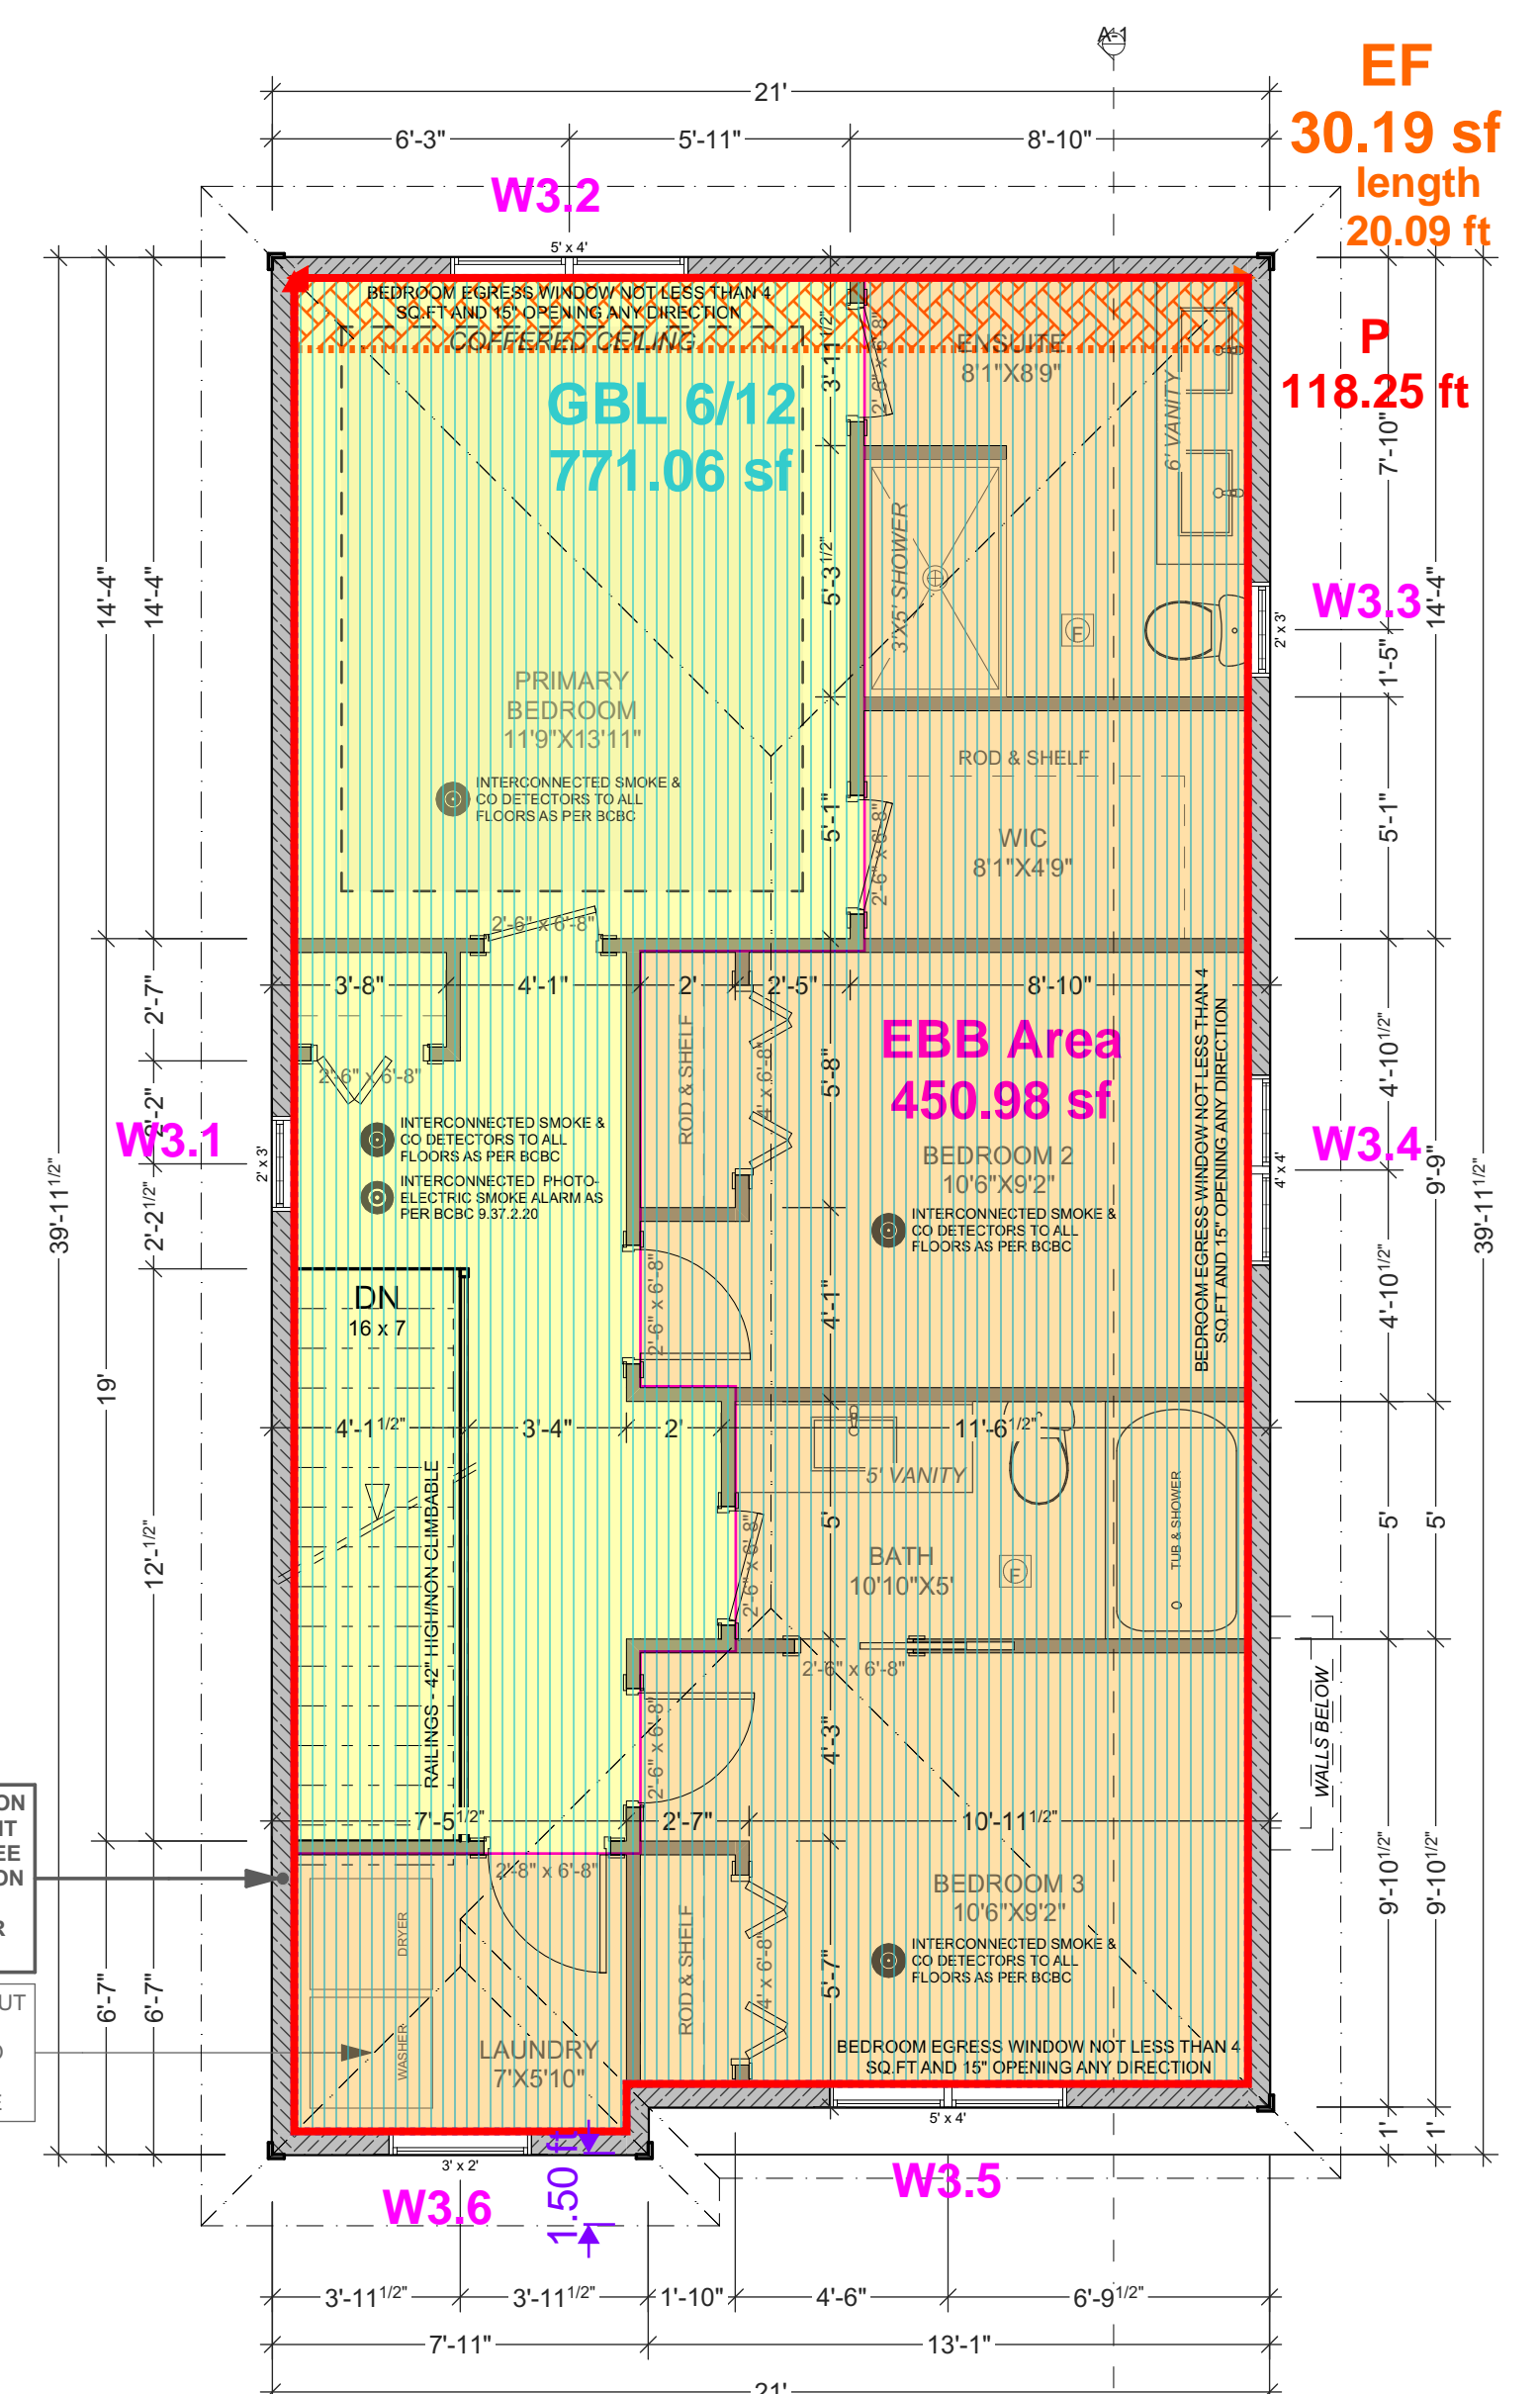 A-1
EF
30.19 sf
length
20.09 ft
21'
6'-3"
5'-11"
8'-10"
W3.2
5' x 4'
BEDROOM EGRESS WINDOW NOT LESS THAN 4
SQ.FT AND 15" OPENING ANY DIRECTION
COFFERED CEILING
GBL 6/12
771.06 sf
3'-11 1/2"
2'-6" x 6'-8"
ENSUITE
8'1"X8'9"
6' VANITY
P
118.25 ft
7'-10"
14'-4"
14'-4"
14'-4"
5'-3 1/2"
3'X5' SHOWER
F
W3.3
2' x 3'
1'-5"
PRIMARY
BEDROOM
11'9"X13'11"
INTERCONNECTED SMOKE &
CO DETECTORS TO ALL
FLOORS AS PER BCBC
5'-1"
2'-6" x 6'-8"
ROD & SHELF
WIC
8'1"X4'9"
5'-1"
2'-6" x 6'-8"
3'-8"
4'-1"
2'
2'-5"
8'-10"
2'-7"
2'-6" x 6'-8"
ROD & SHELF
4' x 6'-8"
5'-8"
EBB Area
450.98 sf
BEDROOM EGRESS WINDOW NOT LESS THAN 4
SQ.FT AND 15" OPENING ANY DIRECTION
4'-10 1/2"
9'-9"
39'-11 1/2"
39'-11 1/2"
2'-2"
W3.1
2' x 3'
INTERCONNECTED SMOKE &
CO DETECTORS TO ALL
FLOORS AS PER BCBC
INTERCONNECTED PHOTO-
ELECTRIC SMOKE ALARM AS
PER BCBC 9.37.2.20
2'-2 1/2"
BEDROOM 2
10'6"X9'2"
INTERCONNECTED SMOKE &
CO DETECTORS TO ALL
FLOORS AS PER BCBC
W3.4
4' x 4'
4'-10 1/2"
DN
16 x 7
2'-6" x 6'-8"
4'-1"
19'
4'-1 1/2"
3'-4"
2'
11'-6 1/2"
12'- 1/2"
RAILINGS - 42" HIGH/NON CLIMBABLE
5' VANITY
2'-6" x 6'-8"
5'
BATH
10'10"X5'
F
TUB & SHOWER
5'
5'
2'-6" x 6'-8"
2'-6" x 6'-8"
4'-3"
WALLS BELOW
7'-5 1/2"
2'-7"
10'-11 1/2"
ON
IT
EE
ON
R
UT
2'-8" x 6'-8"
DRYER
WASHER
ROD & SHELF
4' x 6'-8"
5'-7"
BEDROOM 3
10'6"X9'2"
INTERCONNECTED SMOKE &
CO DETECTORS TO ALL
FLOORS AS PER BCBC
9'-10 1/2"
9'-10 1/2"
6'-7"
6'-7"
LAUNDRY
7'X5'10"
BEDROOM EGRESS WINDOW NOT LESS THAN 4
SQ.FT AND 15" OPENING ANY DIRECTION
5' x 4'
1'
1'
3' x 2'
W3.6
1.50 ft
W3.5
3'-11 1/2"
3'-11 1/2"
1'-10"
4'-6"
6'-9 1/2"
7'-11"
13'-1"
21'